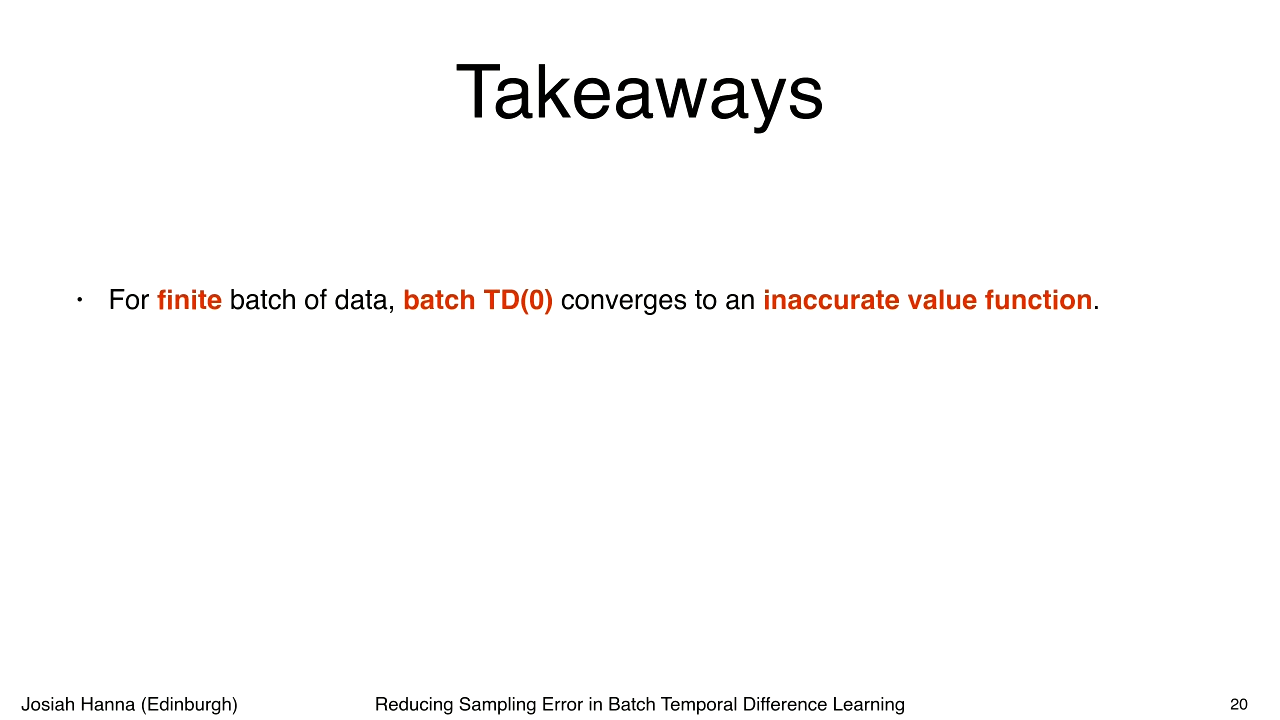 Takeaways
• For finite batch of data, batch TD(0) converges to an inaccurate value function.
Josiah Hanna (Edinburgh)
Reducing Sampling Error in Batch Temporal Difference Learning
20